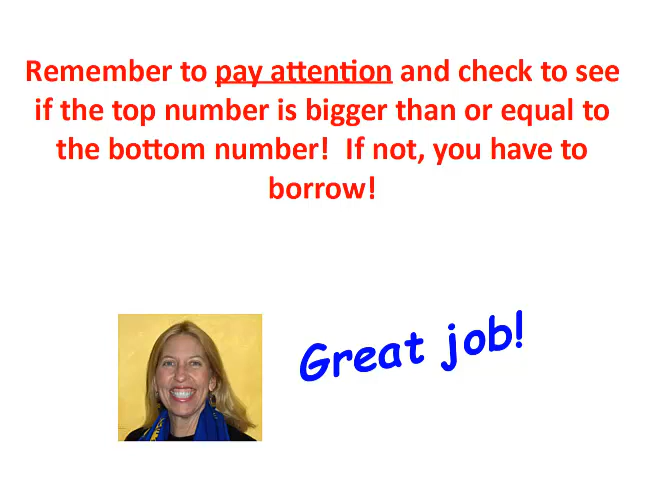 Remember to pay attention and check to see
if the top number is bigger than or equal to
the bottom number!  If not, you have to
borrow!
Great job!